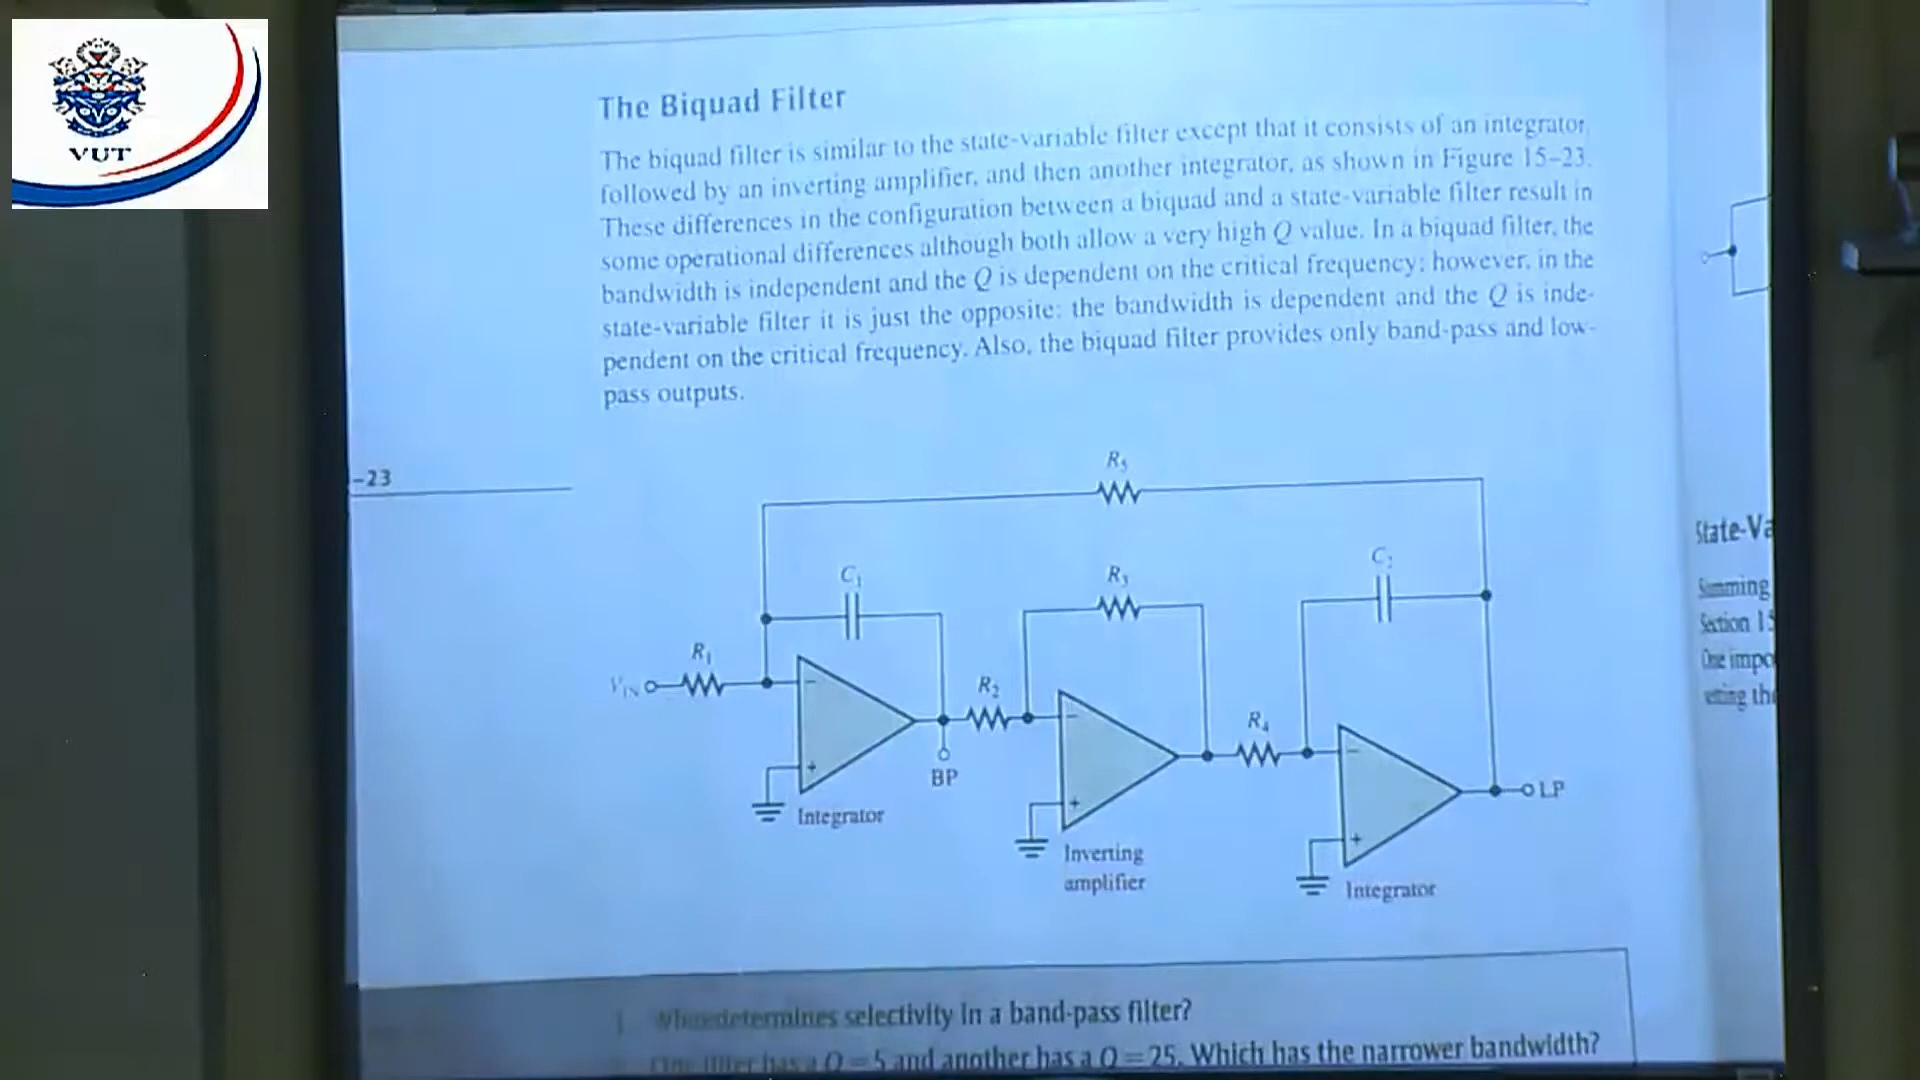 VUT
The Biquad Filter
The biquad filter is similar to the state-variable filter except that it consists of an integrator,
followed by an inverting amplifier, and then another integrator, as shown in Figure 15–23.
These differences in the configuration between a biquad and a state-variable filter result in
some operational differences although both allow a very high Q value. In a biquad filter, the
bandwidth is independent and the Q is dependent on the critical frequency; however, in the
state-variable filter it is just the opposite: the bandwidth is dependent and the Q is inde-
pendent on the critical frequency. Also, the biquad filter provides only band-pass and low-
pass outputs.
–23
R5
C1
R3
C2
R1
VIN
R2
R4
BP
LP
Integrator
Inverting
amplifier
Integrator
State-Va
Summing
Section 15
One impo
the
determines selectivity in a band-pass filter?
One filter has a Q = 5 and another has a Q = 25. Which has the narrower bandwidth?